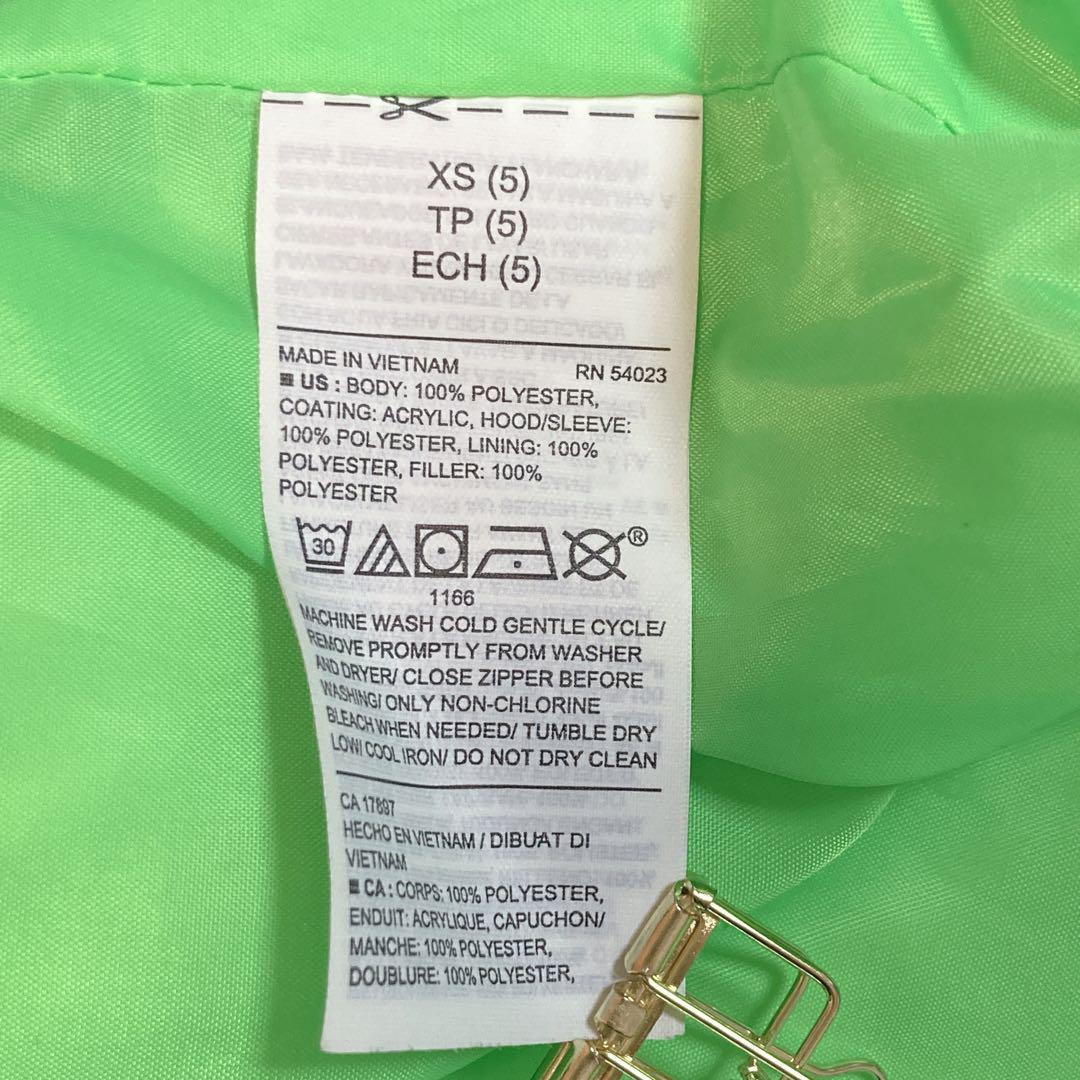 XS (5)
TP (5)
ECH (5)
MADE IN VIETNAM RN 54023
US : BODY: 100% POLYESTER,
COATING: ACRYLIC, HOOD/SLEEVE:
100% POLYESTER, LINING: 100%
POLYESTER, FILLER: 100%
POLYESTER
30 ®
1166
MACHINE WASH COLD GENTLE CYCLE/
REMOVE PROMPTLY FROM WASHER
AND DRYER/ CLOSE ZIPPER BEFORE
WASHING/ ONLY NON-CHLORINE
BLEACH WHEN NEEDED/ TUMBLE DRY
LOW/ COOL IRON/ DO NOT DRY CLEAN
CA 17897
HECHO EN VIETNAM / DIBUAT DI
VIETNAM
CA : CORPS: 100% POLYESTER,
ENDUIT: ACRYLIQUE, CAPUCHON/
MANCHE: 100% POLYESTER,
DOUBLURE: 100% POLYESTER,